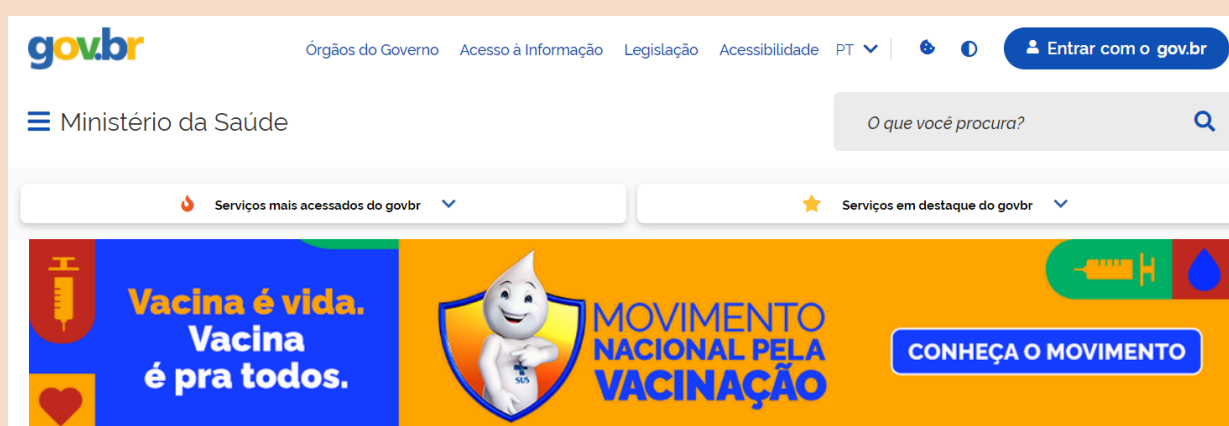 gov.br
Órgãos do Governo Acesso à Informação Legislação Acessibilidade PT
Entrar com o gov.br
Ministério da Saúde
O que você procura?
Serviços mais acessados do govbr
Serviços em destaque do govbr
Vacina é vida.
Vacina
é pra todos.
SUS
MOVIMENTO
NACIONAL PELA
VACINAÇÃO
CONHEÇA O MOVIMENTO